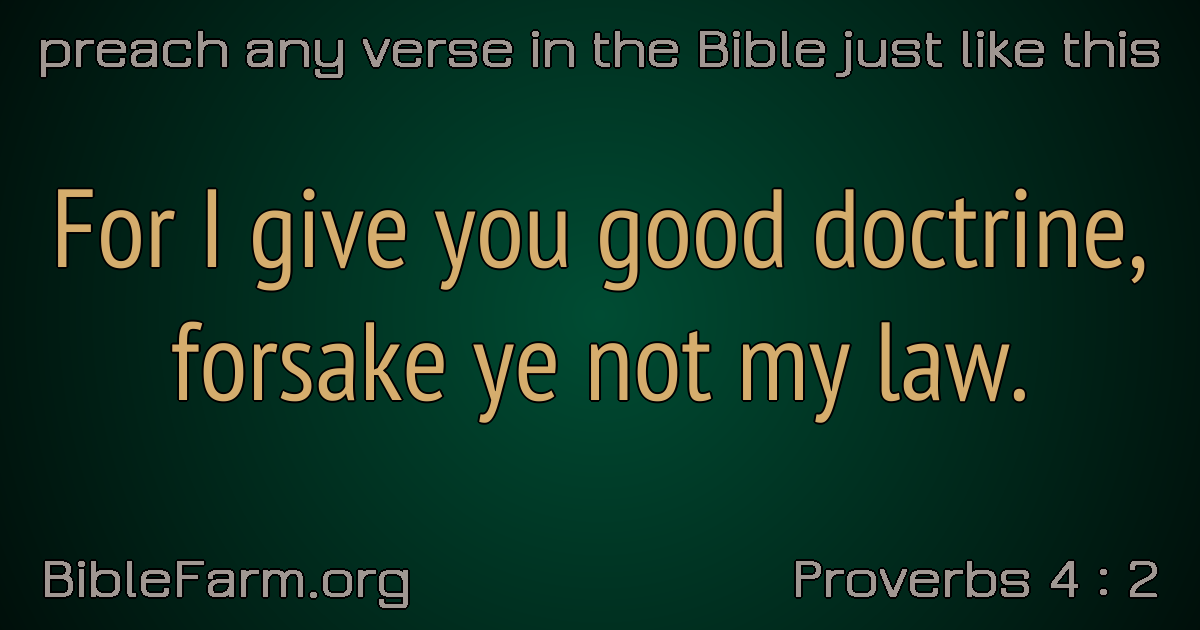 preach any verse in the Bible just like this
For I give you good doctrine,
forsake ye not my law.
BibleFarm.org
Proverbs 4 : 2